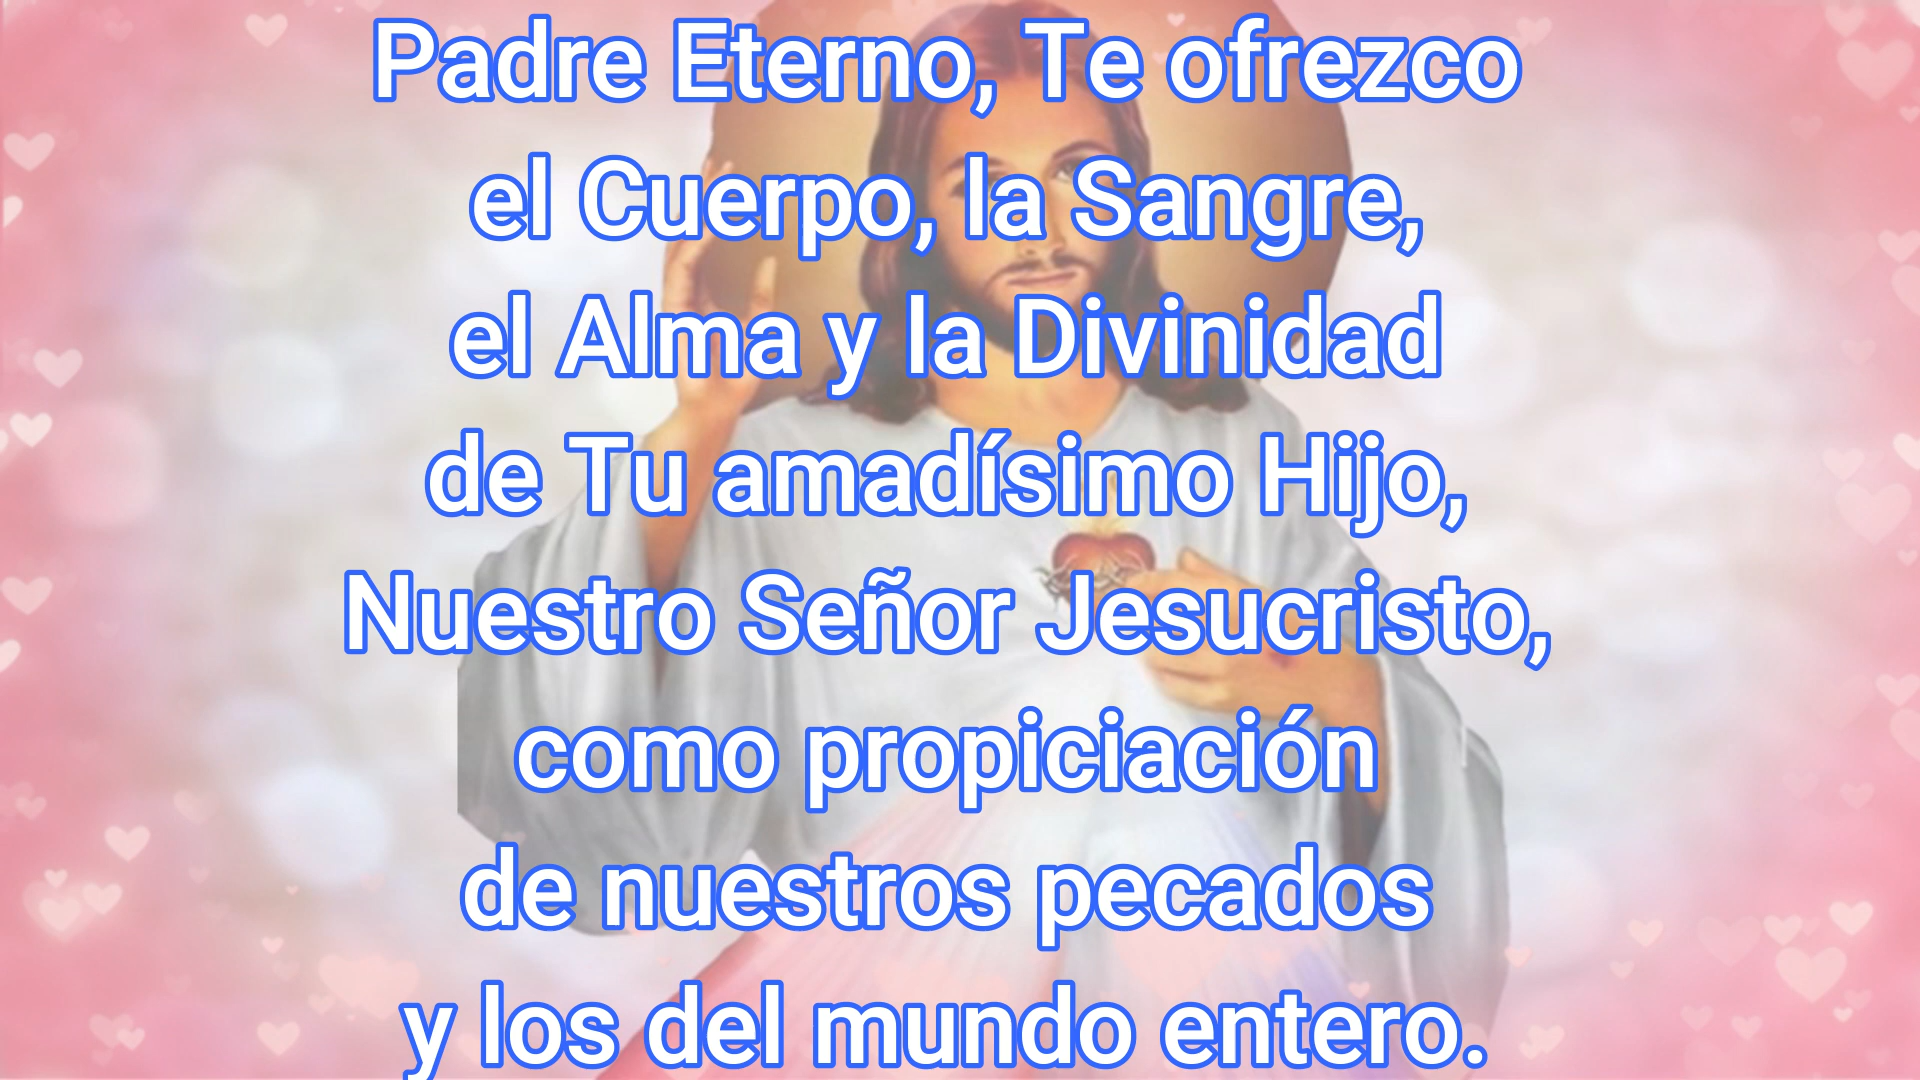 Padre Eterno, Te ofrezco
el Cuerpo, la Sangre,
el Alma y la Divinidad
de Tu amadísimo Hijo,
Nuestro Señor Jesucristo,
como propiciación
de nuestros pecados
y los del mundo entero.